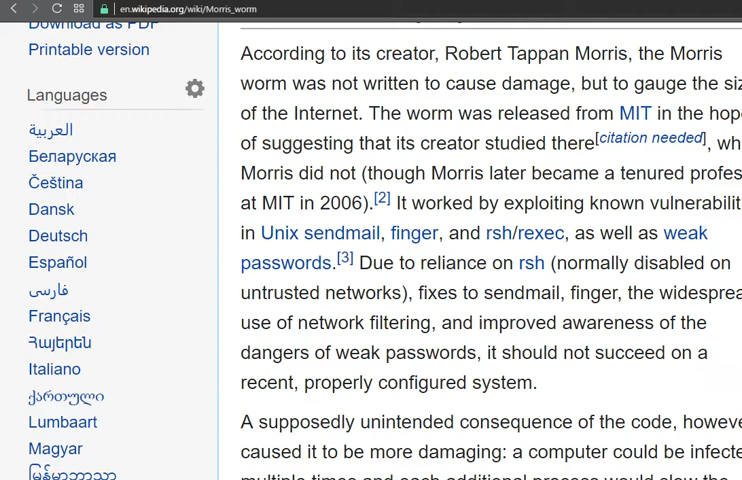 en.wikipedia.org/wiki/Morris_worm
Download as PDF
Printable version
Languages
العربية
Беларуская
Čeština
Dansk
Deutsch
Español
فارسی
Français
Հայերեն
Italiano
ქართული
Lumbaart
Magyar
မြန်မာဘာသာ
According to its creator, Robert Tappan Morris, the Morris
worm was not written to cause damage, but to gauge the siz
of the Internet. The worm was released from MIT in the hop
of suggesting that its creator studied there[citation needed], wh
Morris did not (though Morris later became a tenured profes
at MIT in 2006).[2] It worked by exploiting known vulnerabilit
in Unix sendmail, finger, and rsh/rexec, as well as weak
passwords.[3] Due to reliance on rsh (normally disabled on
untrusted networks), fixes to sendmail, finger, the widesprea
use of network filtering, and improved awareness of the
dangers of weak passwords, it should not succeed on a
recent, properly configured system.
A supposedly unintended consequence of the code, howeve
caused it to be more damaging: a computer could be infecte
multiple times and each additional process would slow the